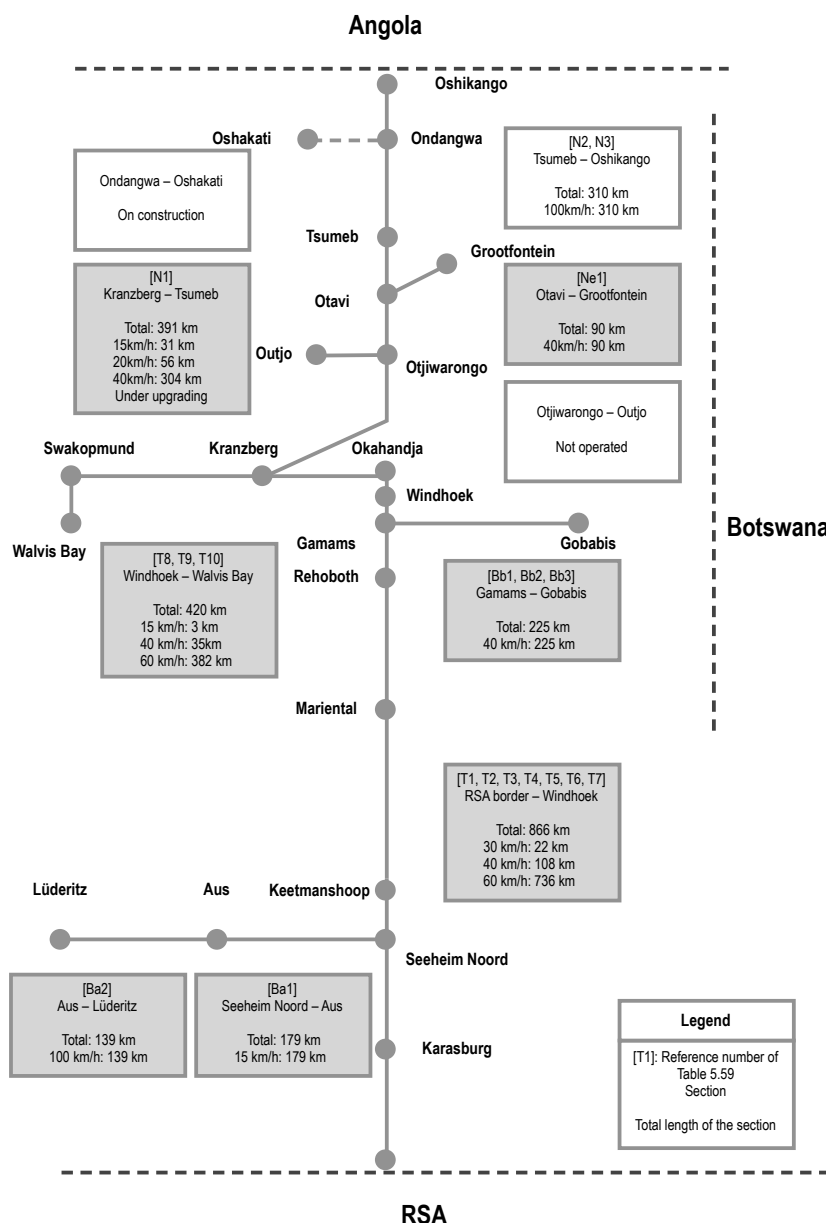 Angola
Oshikango
Oshakati
Ondangwa
Ondangwa – Oshakati
On construction
[N2, N3]
Tsumeb – Oshikango
Total: 310 km
100km/h: 310 km
Tsumeb
Grootfontein
[N1]
Kranzberg – Tsumeb
Total: 391 km
15km/h: 31 km
20km/h: 56 km
40km/h: 304 km
Under upgrading
Otavi
[Ne1]
Otavi – Grootfontein
Total: 90 km
40km/h: 90 km
Outjo
Otjiwarongo
Otjiwarongo – Outjo
Not operated
Swakopmund
Kranzberg
Okahandja
Windhoek
Walvis Bay
Gamams
Gobabis
Botswana
Rehoboth
[T8, T9, T10]
Windhoek – Walvis Bay
Total: 420 km
15 km/h: 3 km
40 km/h: 35km
60 km/h: 382 km
[Bb1, Bb2, Bb3]
Gamams – Gobabis
Total: 225 km
40 km/h: 225 km
Mariental
[T1, T2, T3, T4, T5, T6, T7]
RSA border – Windhoek
Total: 866 km
30 km/h: 22 km
40 km/h: 108 km
60 km/h: 736 km
Lüderitz
Aus
Keetmanshoop
Seeheim Noord
[Ba2]
Aus – Lüderitz
Total: 139 km
100 km/h: 139 km
[Ba1]
Seeheim Noord – Aus
Total: 179 km
15 km/h: 179 km
Karasburg
Legend
[T1]: Reference number of
Table 5.59
Section
Total length of the section
RSA